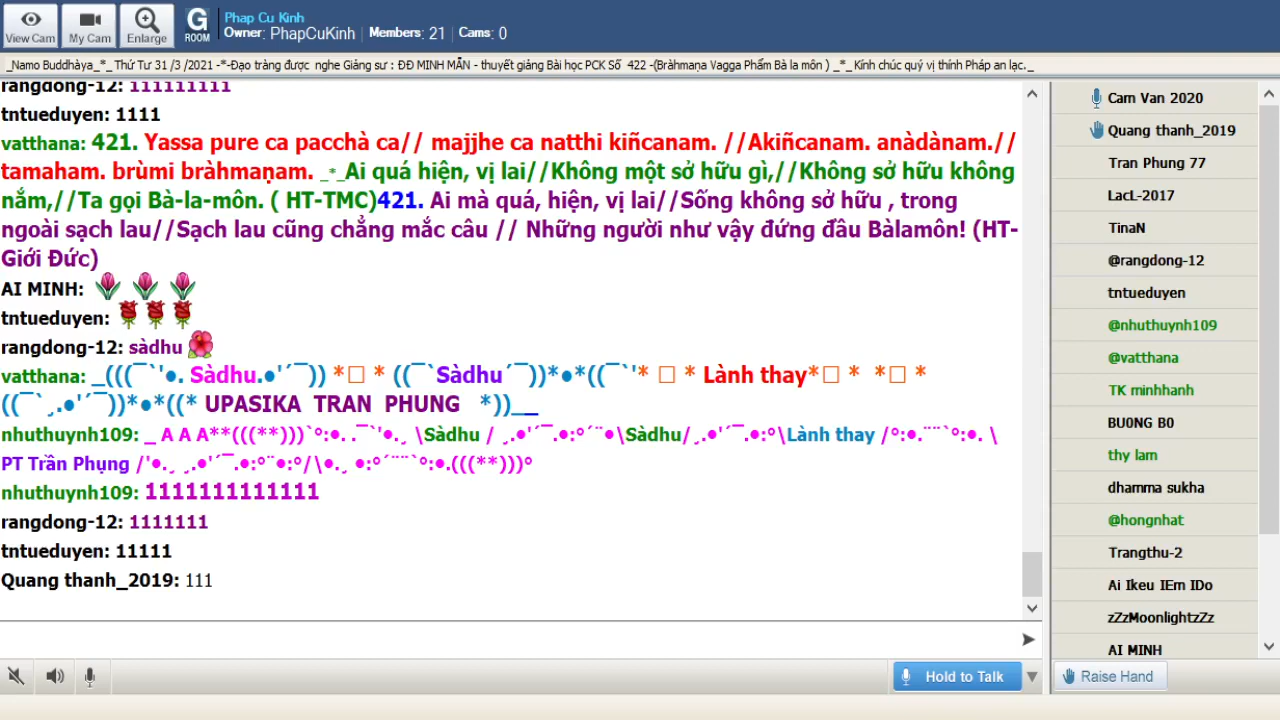 View Cam
My Cam
Enlarge
G
ROOM
Phap Cu Kinh
Owner: PhapCuKinh
Members: 21
Cams: 0
_Namo Buddhàya_*_ Thứ Tư 31 /3 /2021 -*-Đạo tràng được nghe Giảng sư : ĐĐ MINH MẪN - thuyết giảng Bài học PCK Số 422 -(Bràhmaṇa Vagga Phẩm Bà la môn ) _*_Kính chúc quý vị thính Pháp an lạc._
rangdong-12: 111111111
tntueduyen: 1111
vatthana: 421. Yassa pure ca pacchà ca// majjhe ca natthi kiñcanam. //Akiñcanam. anàdànam.//
tamaham. brùmi bràhmaṇam. _*_Ai quá hiện, vị lai//Không một sở hữu gì,//Không sở hữu không
nắm,//Ta gọi Bà-la-môn. ( HT-TMC)421. Ai mà quá, hiện, vị lai//Sống không sở hữu , trong
ngoài sạch lau//Sạch lau cũng chẳng mắc câu // Những người như vậy đứng đầu Bàlamôn! (HT-
Giới Đức)
AI MINH:
tntueduyen:
rangdong-12: sàdhu
vatthana: _(((¯`'●. Sàdhu.●'´¯)) *□ * ((¯`Sàdhu´¯))*●*((¯`'* □ * Lành thay*□ * *□ *
((¯`¸.●'´¯))*●*((* UPASIKA TRAN PHUNG *))__
nhuthuynh109: _ A A A**(((**)))`°:●. .¯`'●.¸ \Sàdhu / ¸.●'´¯.●:°´¨●\Sàdhu/¸.●'´¯.●:°\Lành thay /°:●.¨¨`°:●. \
PT Trần Phụng /'●.¸ ¸.●'´¯.●:°¨●:°/\●.¸ ●:°´¨¨`°:●.(((**)))°
nhuthuynh109: 1111111111111
rangdong-12: 1111111
tntueduyen: 11111
Quang thanh_2019: 111
Hold to Talk
Cam Van 2020
Quang thanh_2019
Tran Phung 77
LacL-2017
TinaN
@rangdong-12
tntueduyen
@nhuthuynh109
@vatthana
TK minhhanh
BU0NG B0
thy lam
dhamma sukha
@hongnhat
Trangthu-2
Ai Ikeu IEm IDo
zZzMoonlightzZz
AI MINH
Raise Hand